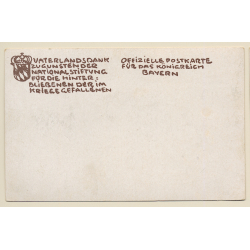 VATERLANDSDANK
ZUGUNSTEN DER
NATIONALSTIFTUNG
FÜR DIE HINTER:
BLIEBENEN DER IM
KRIEGE GEFALLENEN
OFFIZIELLE POSTKARTE
FÜR DAS KÖNIGREICH
BAYERN